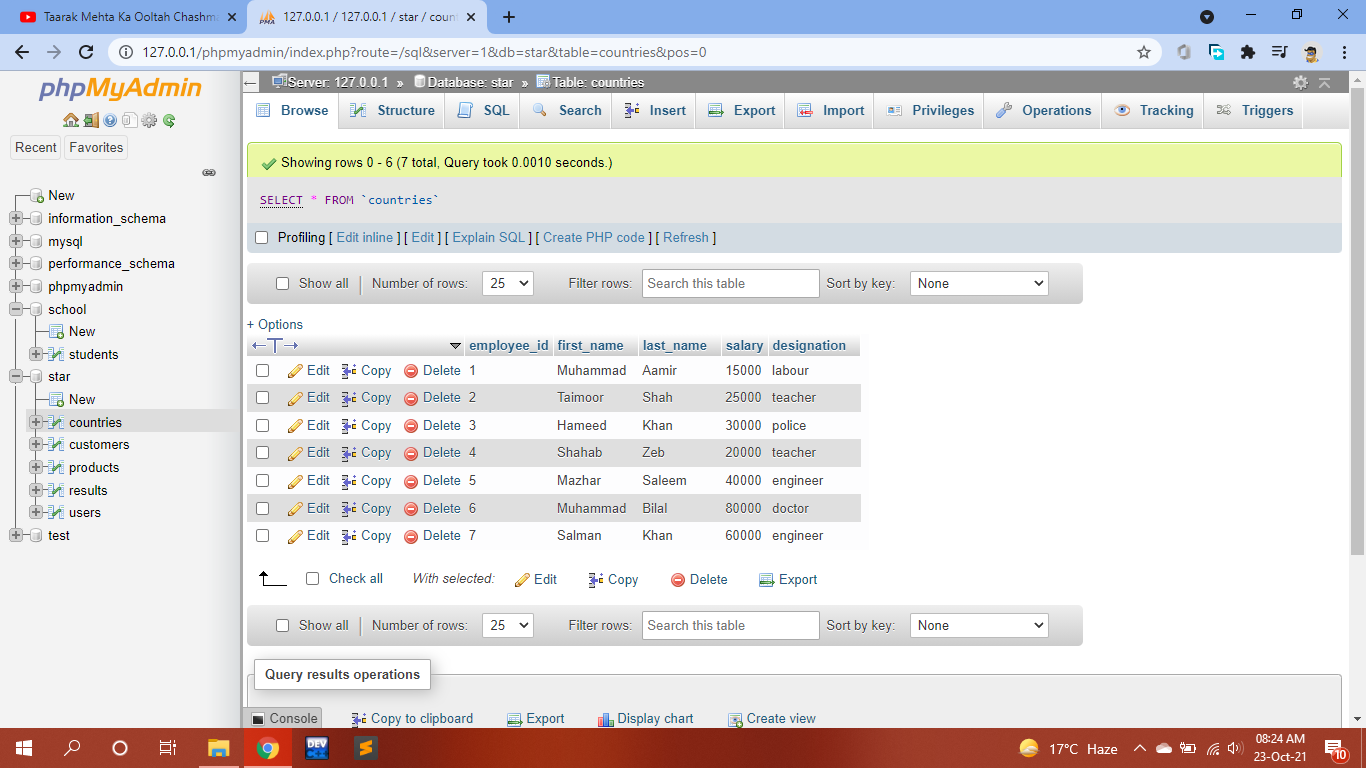 Taarak Mehta Ka Ooltah Chashm
127.0.0.1 / 127.0.0.1 / star / coun
127.0.0.1/phpmyadmin/index.php?route=/sql&server=1&db=star&table=countries&pos=0
phpMyAdmin
Recent
Favorites
New
information_schema
mysql
performance_schema
phpmyadmin
school
New
students
star
New
countries
customers
products
results
users
test
Server: 127.0.0.1 » Database: star » Table: countries
Browse Structure SQL Search Insert Export Import Privileges Operations Tracking Triggers
Showing rows 0 - 6 (7 total, Query took 0.0010 seconds.)
SELECT * FROM `countries`
Profiling [ Edit inline ] [ Edit ] [ Explain SQL ] [ Create PHP code ] [ Refresh ]
Show all Number of rows: 25 Filter rows: Search this table Sort by key: None
+ Options
employee_id first_name last_name salary designation
Edit Copy Delete 1 Muhammad Aamir 15000 labour
Edit Copy Delete 2 Taimoor Shah 25000 teacher
Edit Copy Delete 3 Hameed Khan 30000 police
Edit Copy Delete 4 Shahab Zeb 20000 teacher
Edit Copy Delete 5 Mazhar Saleem 40000 engineer
Edit Copy Delete 6 Muhammad Bilal 80000 doctor
Edit Copy Delete 7 Salman Khan 60000 engineer
Check all With selected: Edit Copy Delete Export
Show all Number of rows: 25 Filter rows: Search this table Sort by key: None
Query results operations
Console Copy to clipboard Export Display chart Create view
DEV
17°C Haze
08:24 AM
23-Oct-21
10